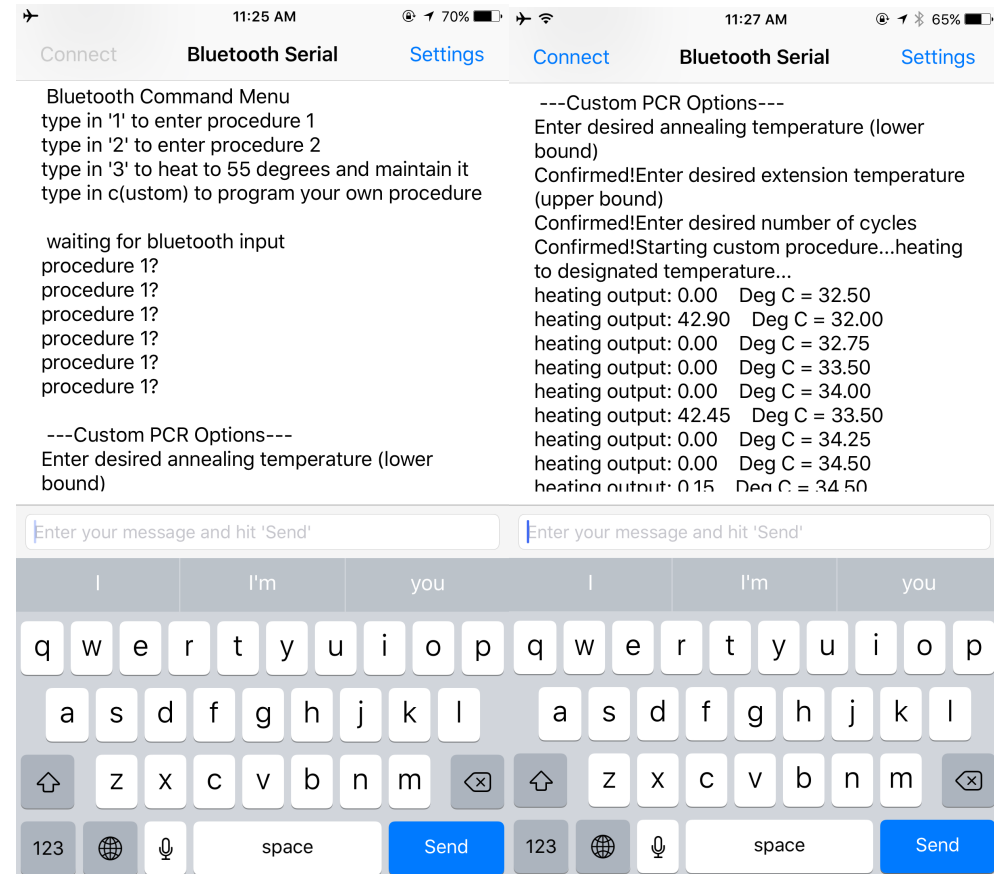 11:25 AM
70%
Connect
Bluetooth Serial
Settings
Bluetooth Command Menu
type in '1' to enter procedure 1
type in '2' to enter procedure 2
type in '3' to heat to 55 degrees and maintain it
type in c(ustom) to program your own procedure
waiting for bluetooth input
procedure 1?
procedure 1?
procedure 1?
procedure 1?
procedure 1?
procedure 1?
---Custom PCR Options---
Enter desired annealing temperature (lower
bound)
Enter your message and hit 'Send'
I I'm you
q w e r t y u i o p
a s d f g h j k l
z x c v b n m
123 space Send
11:27 AM
65%
Connect
Bluetooth Serial
Settings
---Custom PCR Options---
Enter desired annealing temperature (lower
bound)
Confirmed!Enter desired extension temperature
(upper bound)
Confirmed!Enter desired number of cycles
Confirmed!Starting custom procedure...heating
to designated temperature...
heating output: 0.00 Deg C = 32.50
heating output: 42.90 Deg C = 32.00
heating output: 0.00 Deg C = 32.75
heating output: 0.00 Deg C = 33.50
heating output: 0.00 Deg C = 34.00
heating output: 42.45 Deg C = 33.50
heating output: 0.00 Deg C = 34.25
heating output: 0.00 Deg C = 34.50
heating output: 0.15 Deg C = 34.50
Enter your message and hit 'Send'
I I'm you
q w e r t y u i o p
a s d f g h j k l
z x c v b n m
123 space Send